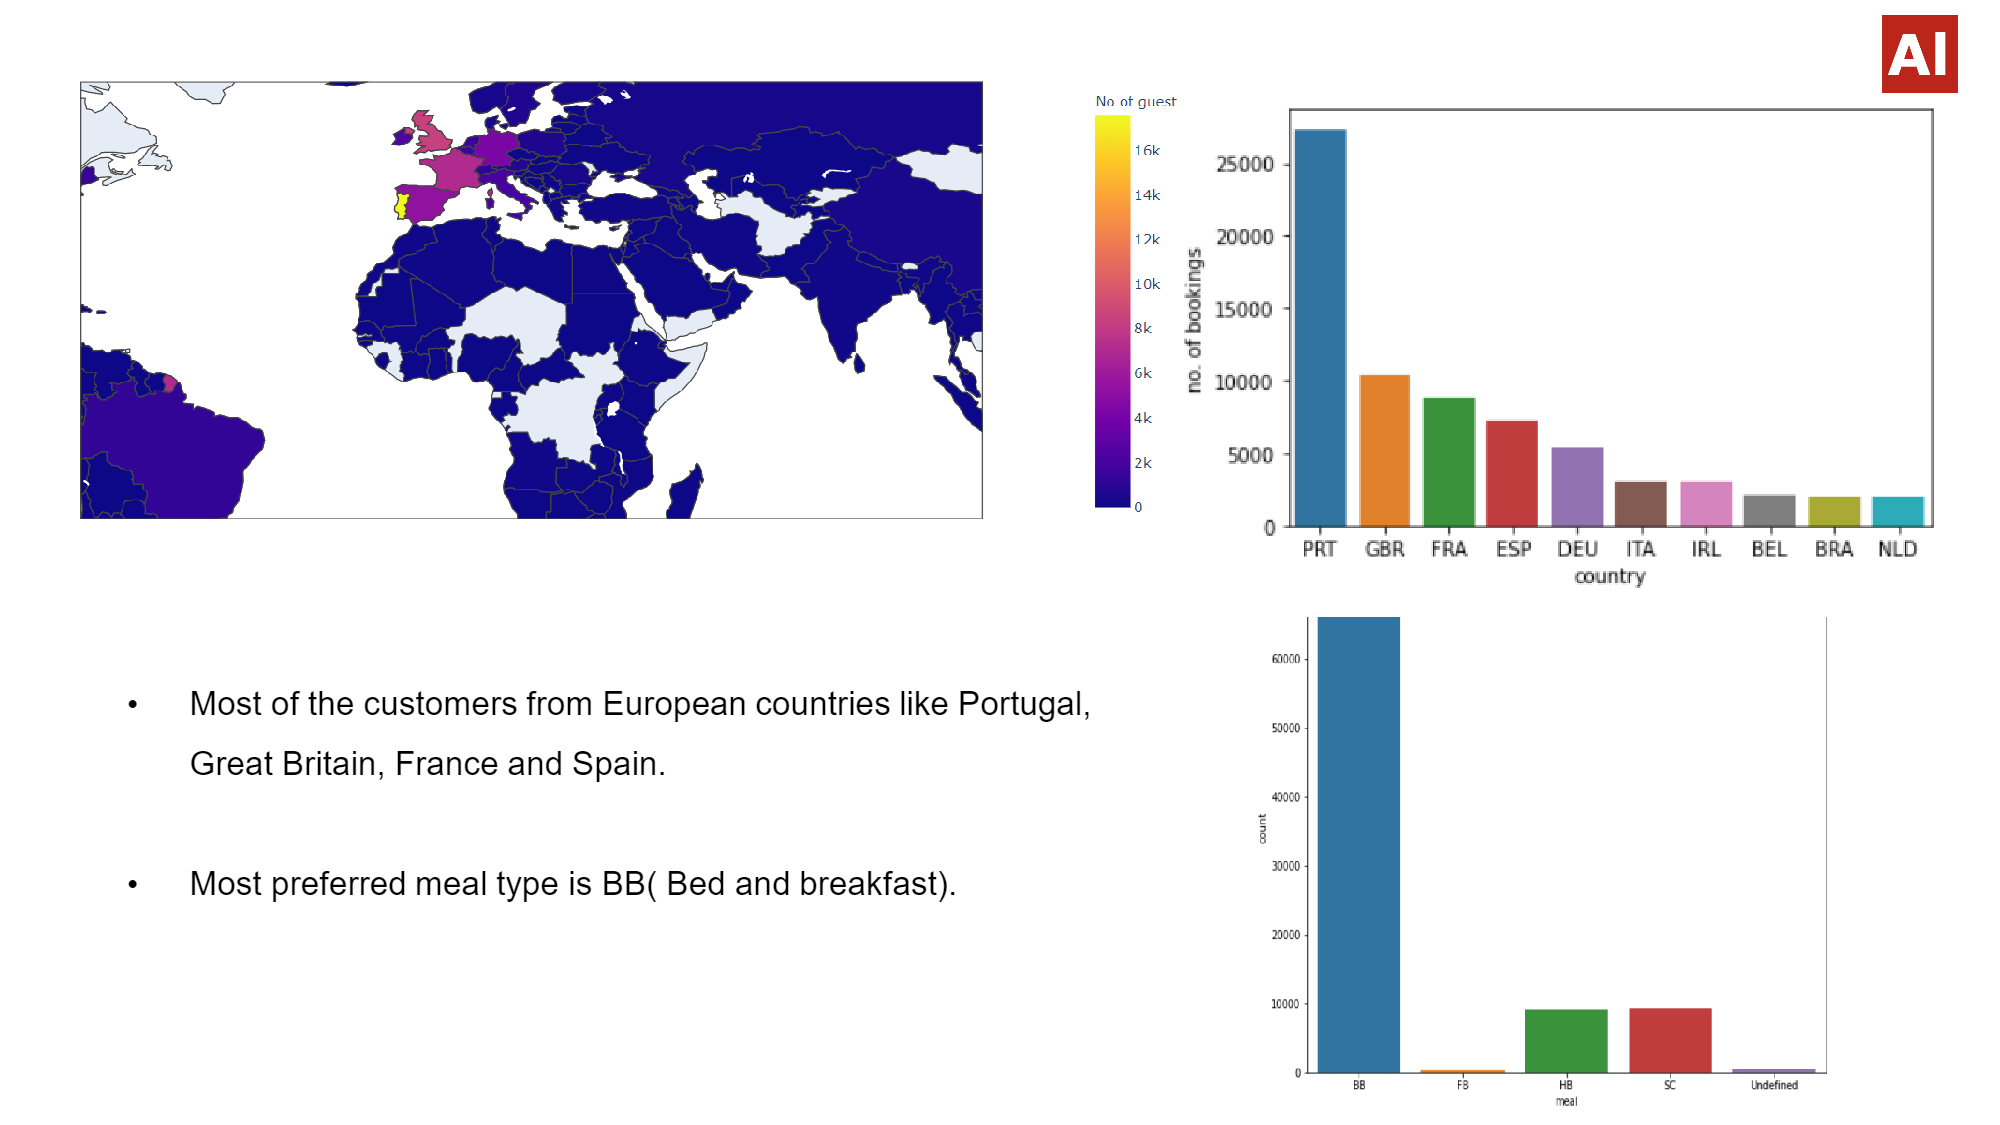 AI
No of guest
16k
14k
12k
10k
8k
6k
4k
2k
0
no. of bookings
25000
20000
15000
10000
5000
0
PRT GBR FRA ESP DEU ITA IRL BEL BRA NLD
country
• Most of the customers from European countries like Portugal,
Great Britain, France and Spain.
• Most preferred meal type is BB( Bed and breakfast).
count
60000
50000
40000
30000
20000
10000
0
BB FB HB SC Undefined
meal